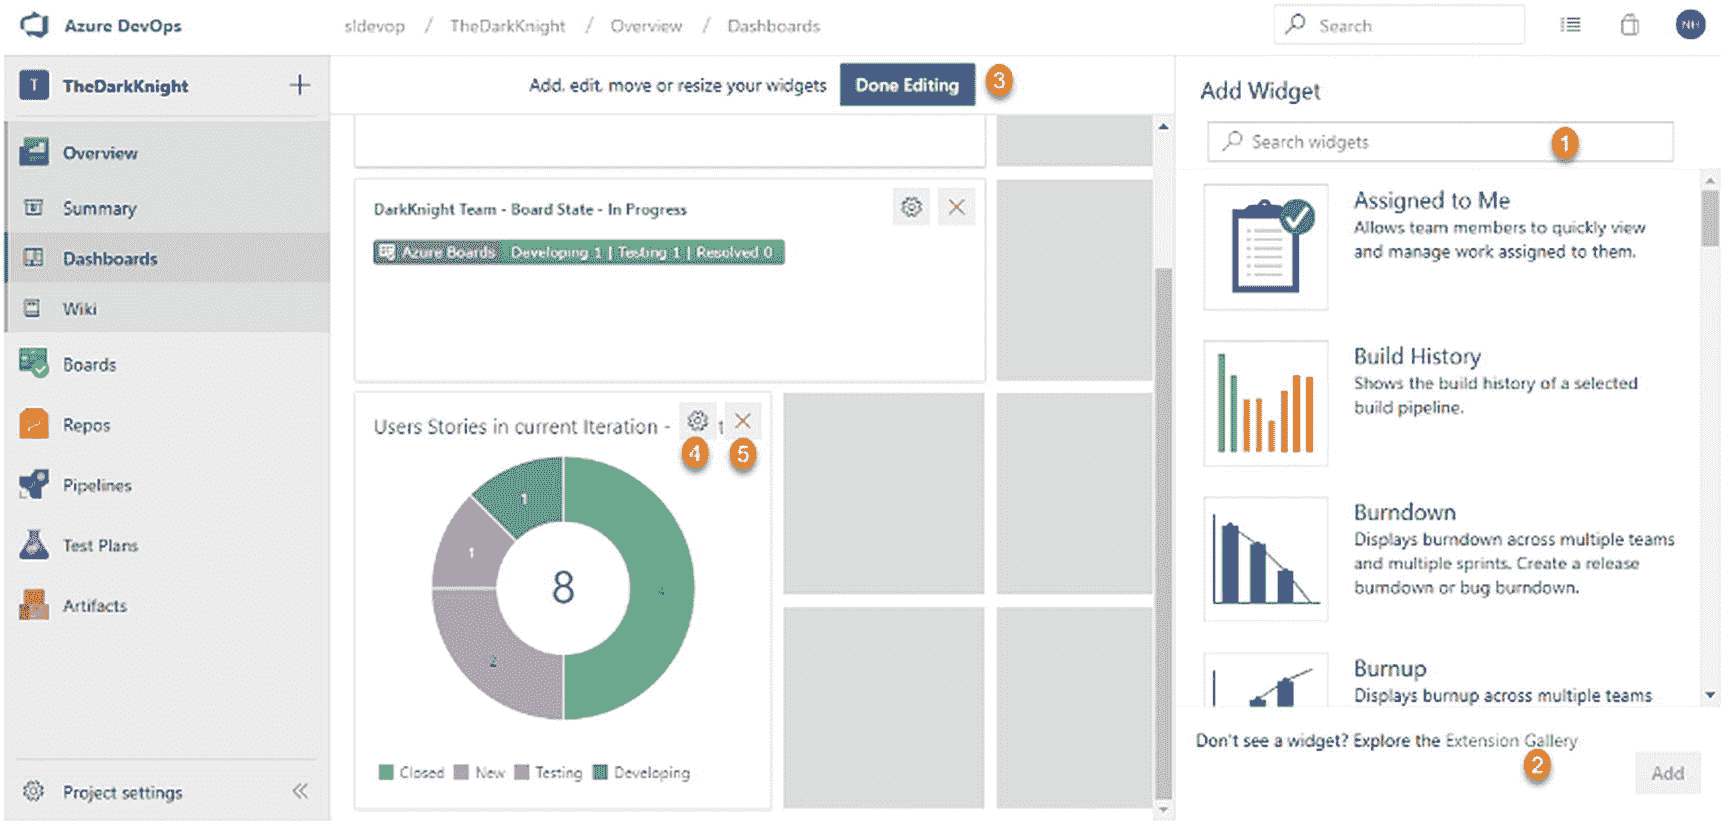 Azure DevOps
sldevop / TheDarkKnight / Overview / Dashboards
Search
NH
T TheDarkKnight
Overview
Summary
Dashboards
Wiki
Boards
Repos
Pipelines
Test Plans
Artifacts
Project settings
Add, edit, move or resize your widgets
Done Editing
3
DarkKnight Team - Board State - In Progress
Azure Boards Developing 1 | Testing 1 | Resolved 0
Users Stories in current Iteration - t
4
5
1
1
2
4
8
Closed New Testing Developing
Add Widget
Search widgets
1
Assigned to Me
Allows team members to quickly view
and manage work assigned to them.
Build History
Shows the build history of a selected
build pipeline.
Burndown
Displays burndown across multiple teams
and multiple sprints. Create a release
burndown or bug burndown.
Burnup
Displays burnup across multiple teams
Don't see a widget? Explore the Extension Gallery
2
Add